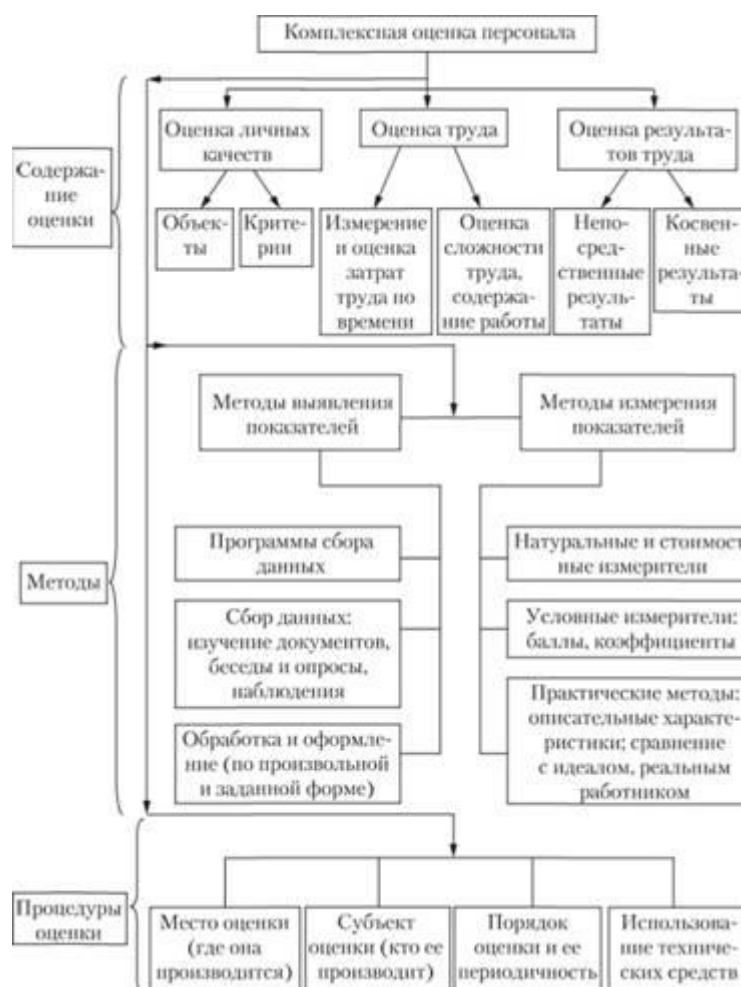 Комплексная оценка персонала
Содержа-
ние
оценки
Оценка личных
качеств
Оценка труда
Оценка результа-
тов труда
Объек-
ты
Крите-
рии
Измерение
и оценка
затрат
труда по
времени
Оценка
сложности
труда,
содержа-
ние работы
Непо-
сред-
ственные
резуль-
таты
Косвен-
ные
результа-
ты
Методы
Методы выявления
показателей
Методы измерения
показателей
Программы сбора
данных
Сбор данных:
изучение документов,
беседы и опросы,
наблюдения
Обработка и оформле-
ние (по произвольной
и заданной форме)
Натуральные и стоимост
ные измерители
Условные измерители:
баллы, коэффициенты
Практические методы:
описательные характе-
ристики; сравнение
с идеалом, реальным
работником
Процедуры
оценки
Место оценки
(где она
производится)
Субъект
оценки (кто ее
производит)
Порядок
оценки и ее
периодичность
Использова-
ние техниче-
ских средств